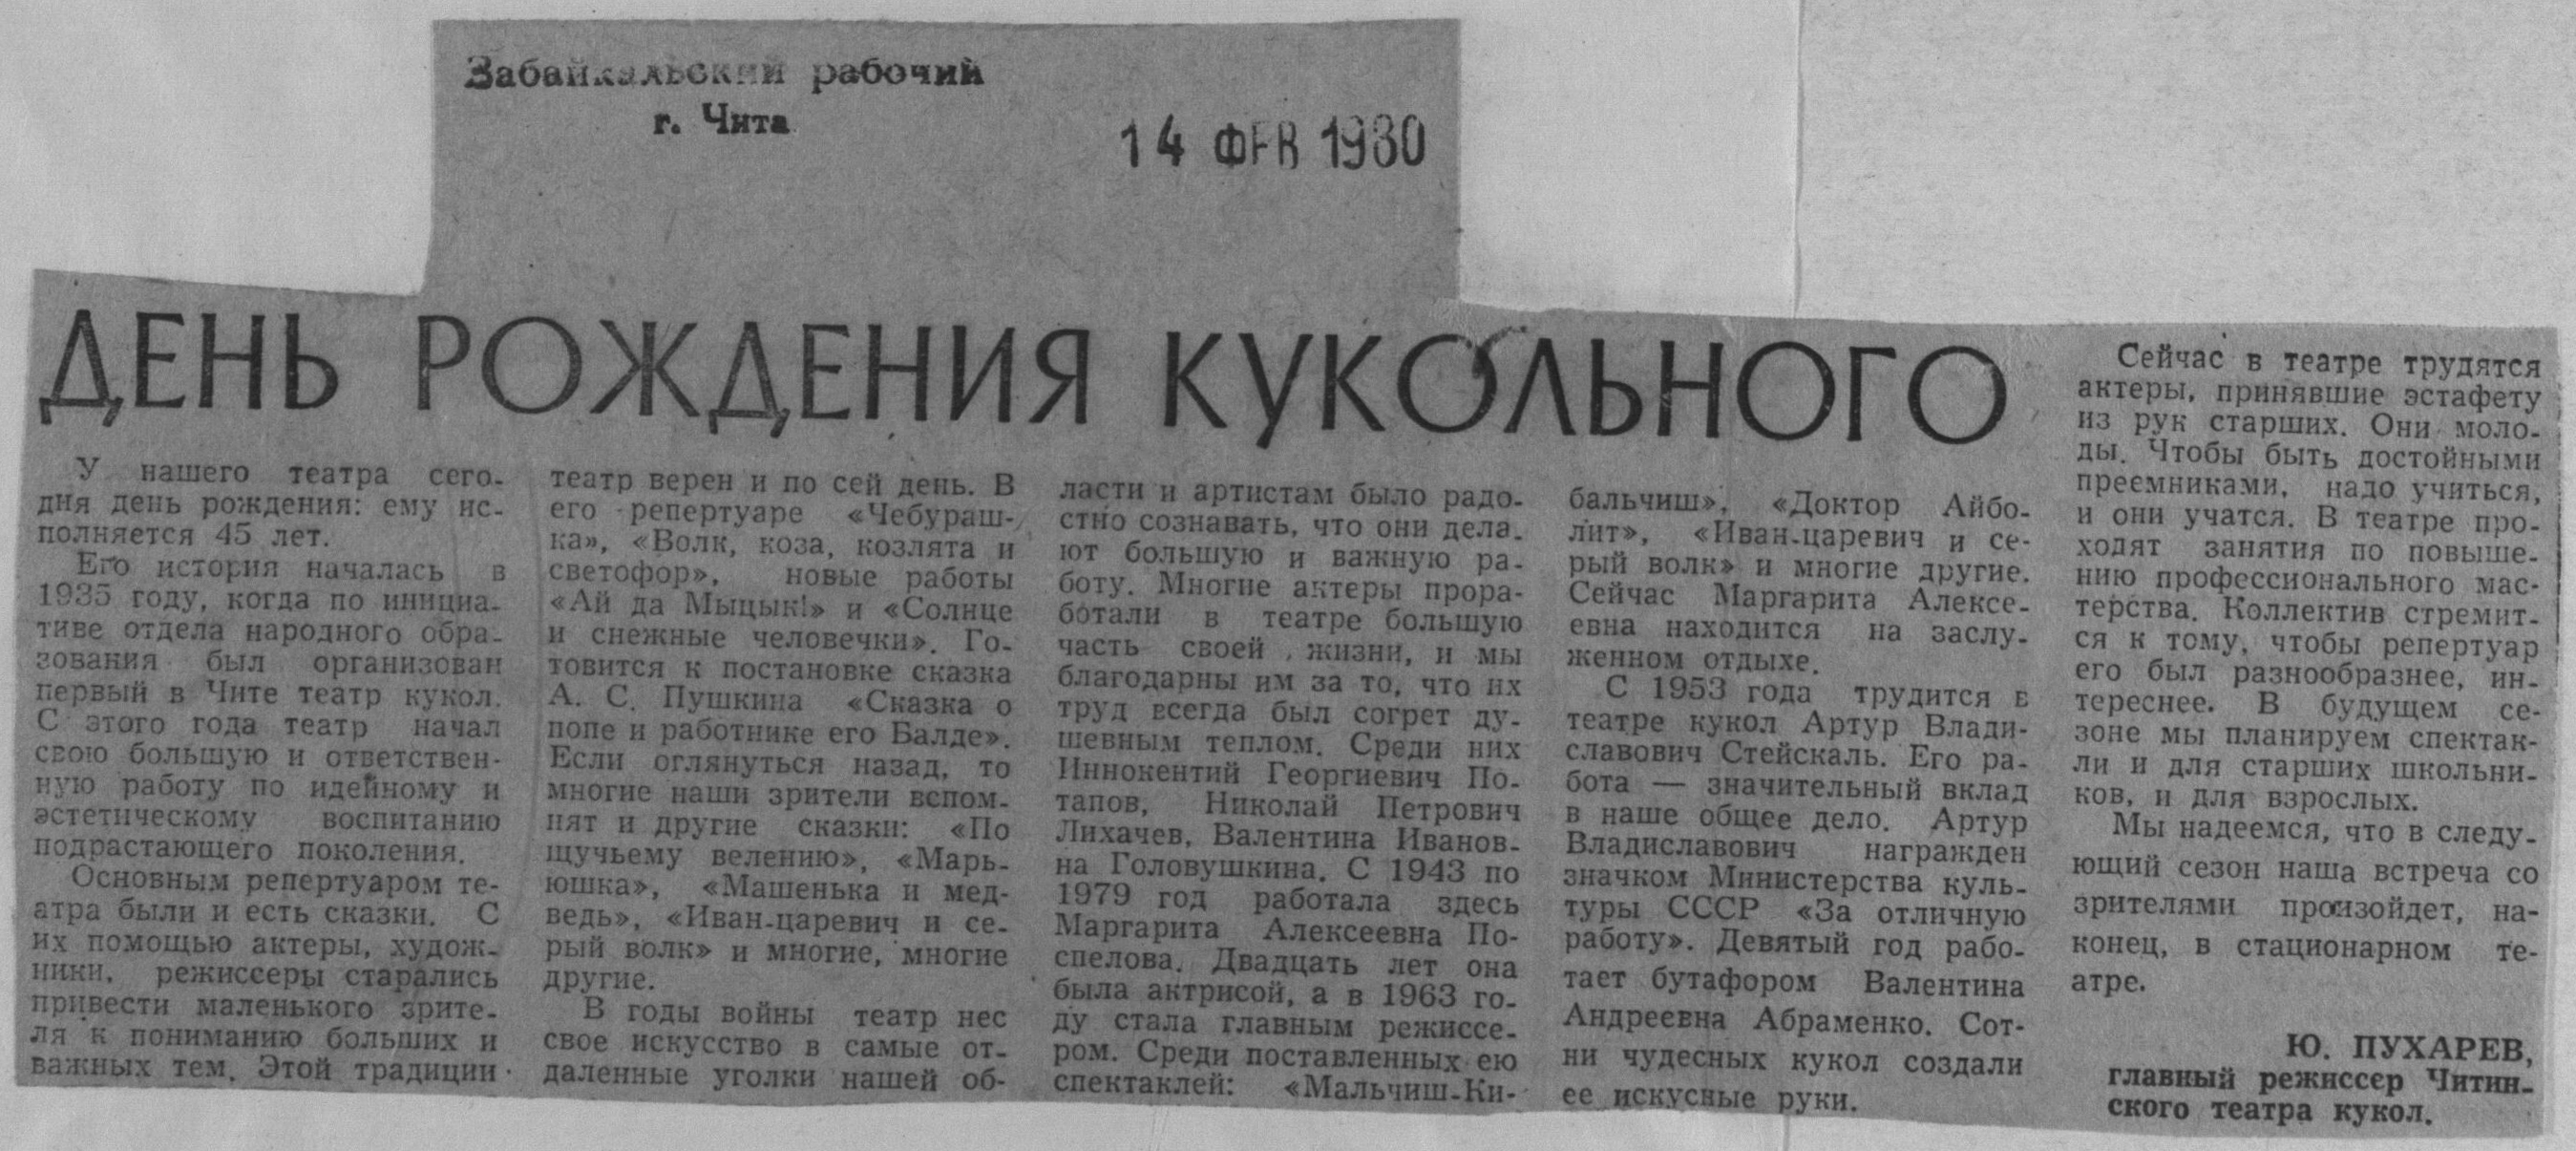 Забайкальский рабочий
г. Чита
14 ФЕВ 1980
ДЕНЬ РОЖДЕНИЯ КУКОЛЬНОГО
У нашего театра сего-
дня день рождения: ему ис-
полняется 45 лет.
Его история началась в
1935 году, когда по инициа-
тиве отдела народного обра-
зования был организован
первый в Чите театр кукол.
С этого года театр начал
свою большую и ответствен-
ную работу по идейному и
эстетическому воспитанию
подрастающего поколения.
Основным репертуаром те-
атра были и есть сказки. С
их помощью актеры, худож-
ники, режиссеры старались
привести маленького зрите-
ля к пониманию больших и
важных тем. Этой традиции
театр верен и по сей день. В
его репертуаре «Чебураш-
ка», «Волк, коза, козлята и
светофор», новые работы
«Ай да Мыцык!» и «Солнце
и снежные человечки». Го-
товится к постановке сказка
А. С. Пушкина «Сказка о
попе и работнике его Балде».
Если оглянуться назад, то
многие наши зрители вспом-
нят и другие сказки: «По
щучьему велению», «Марь-
юшка», «Машенька и мед-
ведь», «Иван-царевич и се-
рый волк» и многие, многие
другие.
В годы войны театр нес
свое искусство в самые от-
даленные уголки нашей об-
ласти и артистам было радо-
стно сознавать, что они дела-
ют большую и важную ра-
боту. Многие актеры прора-
ботали в театре большую
часть своей жизни, и мы
благодарны им за то, что их
труд всегда был согрет ду-
шевным теплом. Среди них
Иннокентий Георгиевич По-
тапов, Николай Петрович
Лихачев, Валентина Иванов-
на Головушкина. С 1943 по
1979 год работала здесь
Маргарита Алексеевна По-
спелова. Двадцать лет она
была актрисой, а в 1963 го-
ду стала главным режиссе-
ром. Среди поставленных ею
спектаклей: «Мальчиш-Ки-
бальчиш», «Доктор Айбо-
лит», «Иван-царевич и се-
рый волк» и многие другие.
Сейчас Маргарита Алексе-
евна находится на заслу-
женном отдыхе.
С 1953 года трудится в
театре кукол Артур Влади-
славович Стейскаль. Его ра-
бота — значительный вклад
в наше общее дело. Артур
Владиславович награжден
значком Министерства куль-
туры СССР «За отличную
работу». Девятый год рабо-
тает бутафором Валентина
Андреевна Абраменко. Сот-
ни чудесных кукол создали
ее искусные руки.
Сейчас в театре трудятся
актеры, принявшие эстафету
из рук старших. Они моло-
ды. Чтобы быть достойными
преемниками, надо учиться,
и они учатся. В театре про-
ходят занятия по повыше-
нию профессионального мас-
терства. Коллектив стремит-
ся к тому, чтобы репертуар
его был разнообразнее, ин-
тереснее. В будущем се-
зоне мы планируем спектак-
ли и для старших школьни-
ков, и для взрослых.
Мы надеемся, что в следу-
ющий сезон наша встреча со
зрителями произойдет, на-
конец, в стационарном те-
атре.
Ю. ПУХАРЕВ,
главный режиссер Читин-
ского театра кукол.